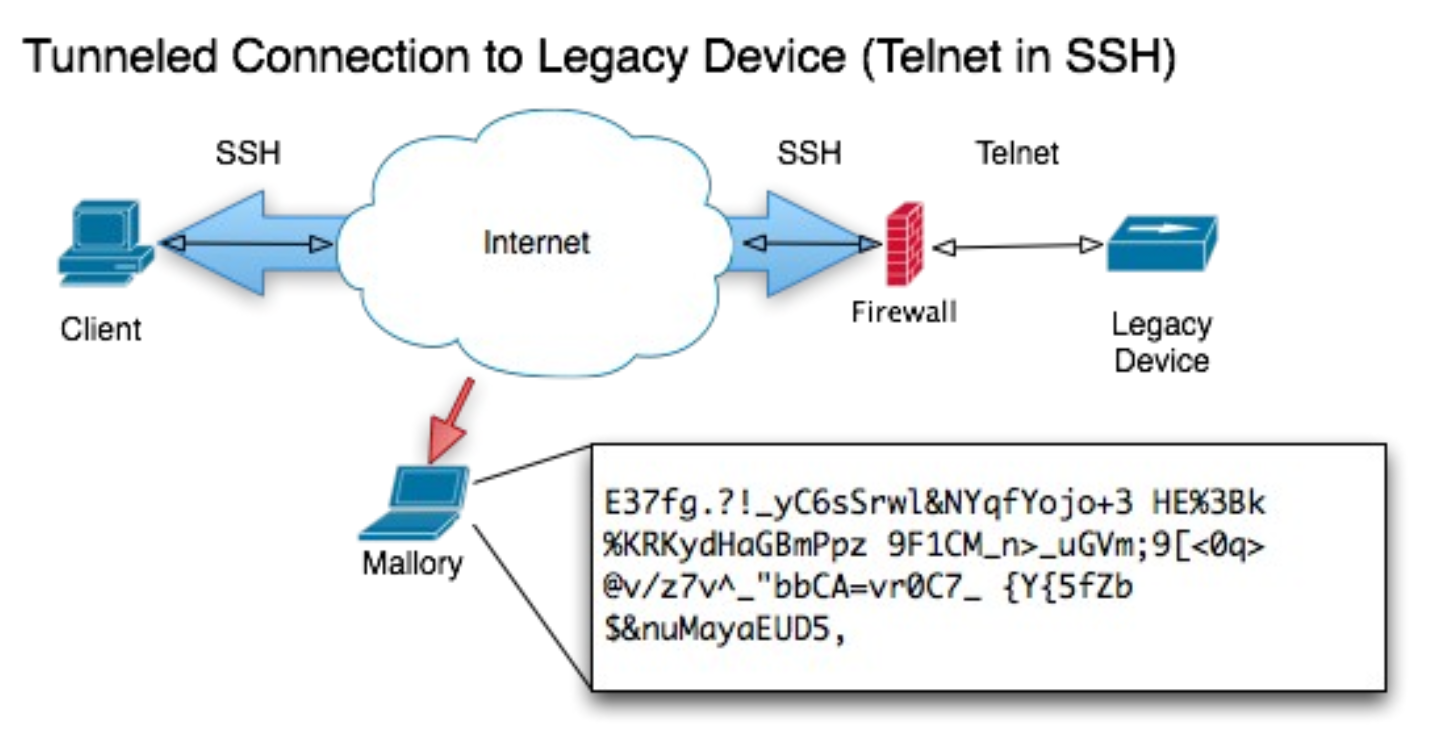 Tunneled Connection to Legacy Device (Telnet in SSH)
SSH
SSH
Telnet
Internet
Client
Firewall
Legacy
Device
Mallory
E37fg.?!_yC6sSrwl&NYqfYojo+3 HE%3Bk
%KRKydHaGBmPpz 9F1CM_n>_uGVm;9[<0q>
@v/z7v^_"bbCA=vr0C7_ {Y{5fZb
$&nuMayaEUD5,